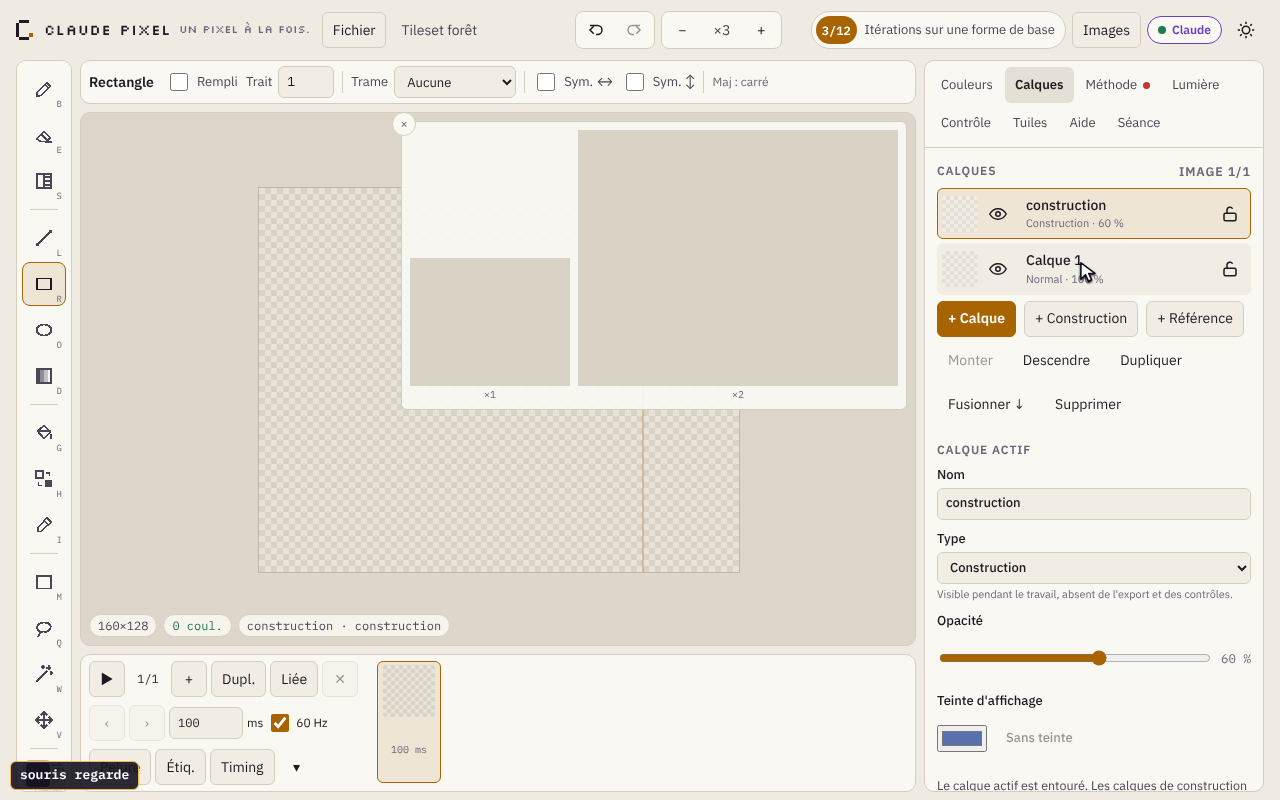 CLAUDE PIXEL UN PIXEL À LA FOIS. Fichier Tileset forêt − ×3 + 3/12 Itérations sur une forme de base Images Claude
Rectangle Rempli Trait 1 Trame Aucune Sym. ↔ Sym. ↕ Maj : carré
B
E
S
L
R
O
D
G
H
I
M
Q
W
V
×
×1 ×2
160×128 0 coul. construction · construction
1/1 + Dupl. Liée ✕
‹ › 100 ms 60 Hz
Étiq. Timing ▼
100 ms
souris regarde
Couleurs Calques Méthode Lumière
Contrôle Tuiles Aide Séance
CALQUES IMAGE 1/1
construction
Construction · 60 %
Calque 1
Normal · 100 %
+ Calque + Construction + Référence
Monter Descendre Dupliquer
Fusionner ↓ Supprimer
CALQUE ACTIF
Nom
construction
Type
Construction
Visible pendant le travail, absent de l'export et des contrôles.
Opacité
60 %
Teinte d'affichage
Sans teinte
Le calque actif est entouré. Les calques de construction